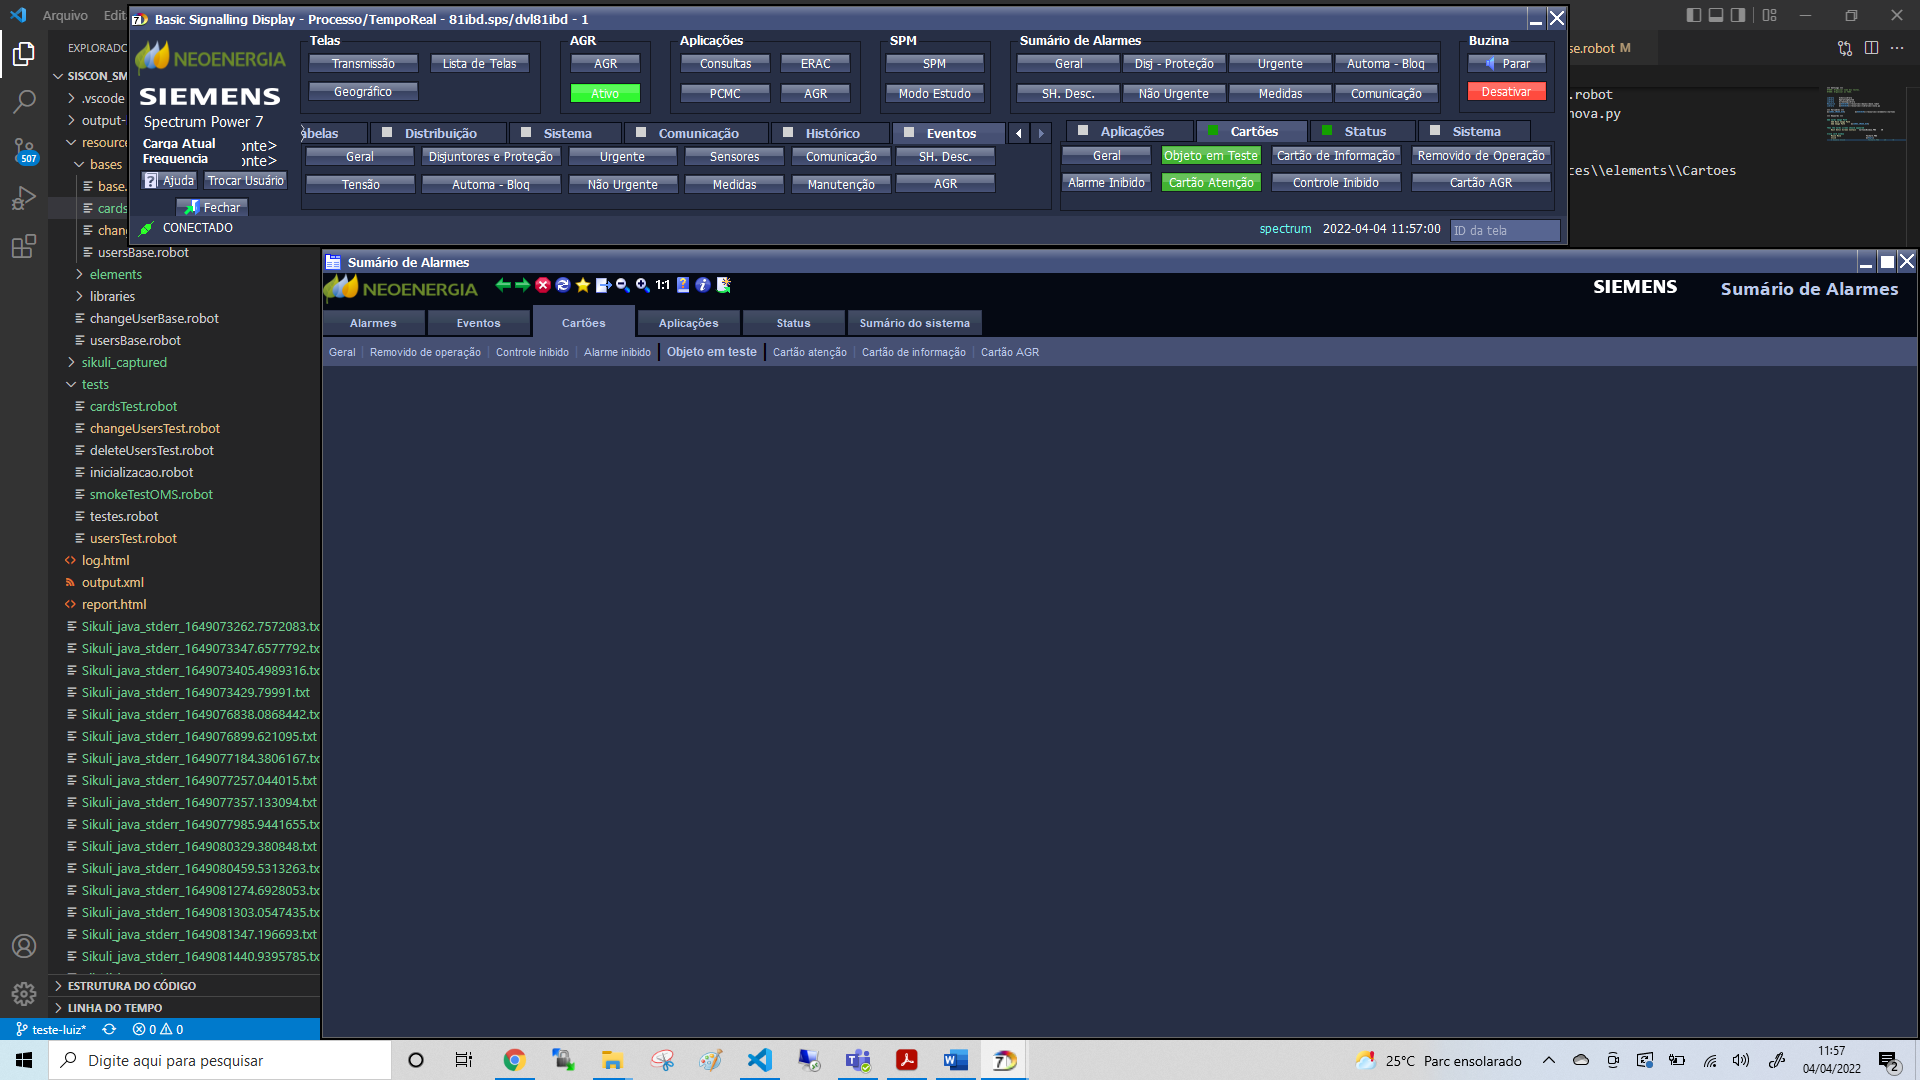 Arquivo
Basic Signalling Display - Processo/TempoReal - 81ibd.sps/dvl81ibd - 1
NEOENERGIA
SIEMENS
Spectrum Power 7
Carga Atual
Frequencia
onte>
onte>
Ajuda
Trocar Usuário
Fechar
CONECTADO
Telas
Transmissão
Lista de Telas
Geográfico
AGR
AGR
Ativo
Aplicações
Consultas
ERAC
PCMC
AGR
SPM
SPM
Modo Estudo
Sumário de Alarmes
Geral
Disj - Proteção
Urgente
Automa - Bloq
SH. Desc.
Não Urgente
Medidas
Comunicação
Buzina
Parar
Desativar
abelas
Distribuição
Sistema
Comunicação
Histórico
Eventos
Geral
Disjuntores e Proteção
Urgente
Sensores
Comunicação
SH. Desc.
Tensão
Automa - Bloq
Não Urgente
Medidas
Manutenção
AGR
Aplicações
Cartões
Status
Sistema
Geral
Objeto em Teste
Cartão de Informação
Removido de Operação
Alarme Inibido
Cartão Atenção
Controle Inibido
Cartão AGR
spectrum
2022-04-04 11:57:00
ID da tela
se.robot M
.robot
nova.py
ces\\elements\\Cartoes
EXPLORADO
SISCON_SM
.vscode
output-
resource
bases
base.
cards
chan
usersBase.robot
elements
libraries
changeUserBase.robot
usersBase.robot
sikuli_captured
tests
cardsTest.robot
changeUsersTest.robot
deleteUsersTest.robot
inicializacao.robot
smokeTestOMS.robot
testes.robot
usersTest.robot
log.html
output.xml
report.html
Sikuli_java_stderr_1649073262.7572083.tx
Sikuli_java_stderr_1649073347.6577792.tx
Sikuli_java_stderr_1649073405.4989316.tx
Sikuli_java_stderr_1649073429.79991.txt
Sikuli_java_stderr_1649076838.0868442.tx
Sikuli_java_stderr_1649076899.621095.txt
Sikuli_java_stderr_1649077184.3806167.tx
Sikuli_java_stderr_1649077257.044015.txt
Sikuli_java_stderr_1649077357.133094.txt
Sikuli_java_stderr_1649077985.9441655.tx
Sikuli_java_stderr_1649080329.380848.txt
Sikuli_java_stderr_1649080459.5313263.tx
Sikuli_java_stderr_1649081274.6928053.tx
Sikuli_java_stderr_1649081303.0547435.tx
Sikuli_java_stderr_1649081347.196693.txt
Sikuli_java_stderr_1649081440.9395785.tx
ESTRUTURA DO CÓDIGO
LINHA DO TEMPO
507
teste-luiz*
0
0
Sumário de Alarmes
NEOENERGIA
1:1
SIEMENS
Sumário de Alarmes
Alarmes
Eventos
Cartões
Aplicações
Status
Sumário do sistema
Geral
Removido de operação
Controle inibido
Alarme inibido
Objeto em teste
Cartão atenção
Cartão de informação
Cartão AGR
Digite aqui para pesquisar
25°C Parc ensolarado
11:57
04/04/2022
2